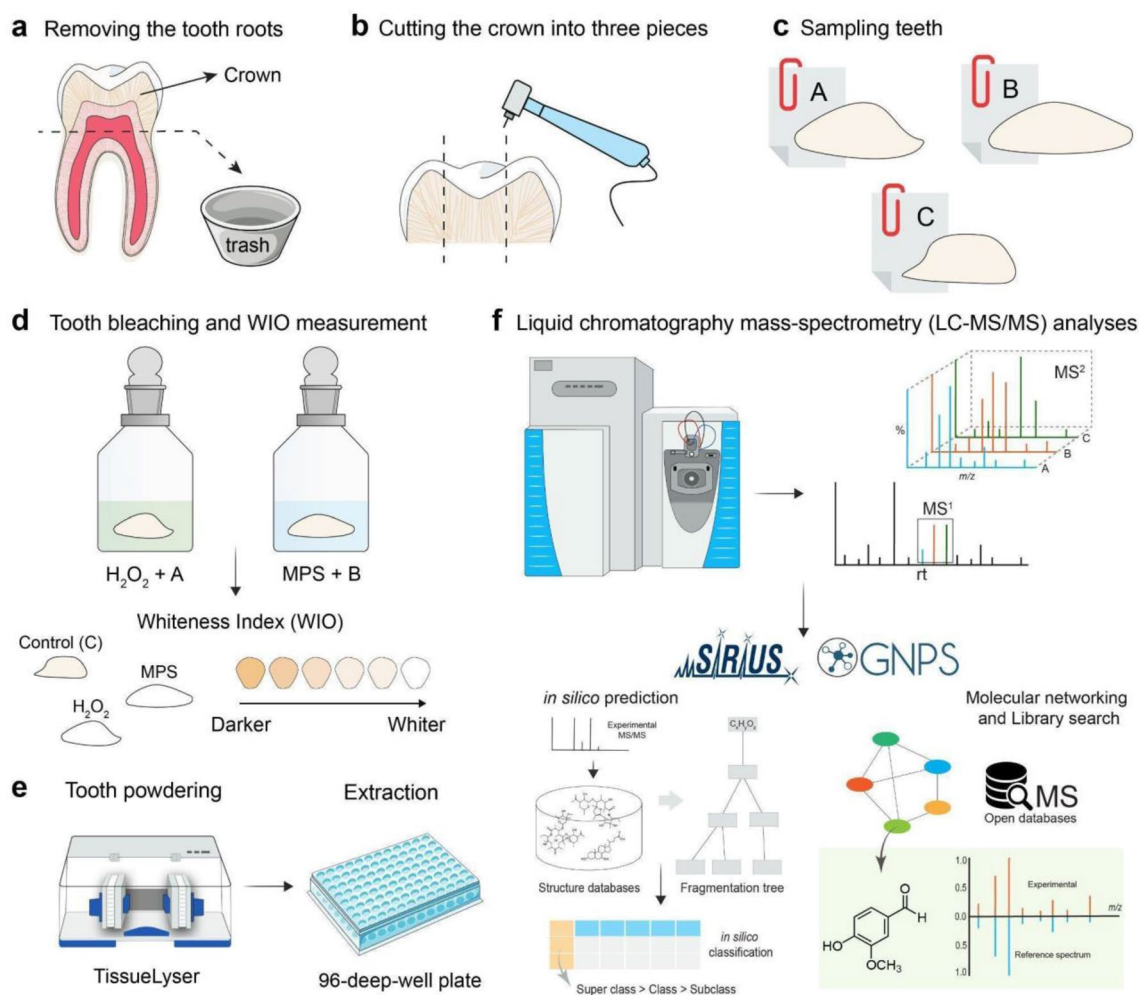 a Removing the tooth roots
Crown
trash
b Cutting the crown into three pieces
c Sampling teeth
A
B
C
d Tooth bleaching and WIO measurement
H₂O₂ + A
MPS + B
Whiteness Index (WIO)
Control (C)
MPS
H₂O₂
Darker
Whiter
e Tooth powdering
Extraction
TissueLyser
96-deep-well plate
f Liquid chromatography mass-spectrometry (LC-MS/MS) analyses
MS²
%
C
B
A
m/z
MS¹
rt
SIRIUS
GNPS
in silico prediction
Experimental
MS/MS
Structure databases
Fragmentation tree
in silico
classification
Super class > Class > Subclass
Molecular networking
and Library search
MS
Open databases
O
H
HO
OCH₃
1.0
0.5
0.0
0.5
1.0
Experimental
m/z
Reference spectrum